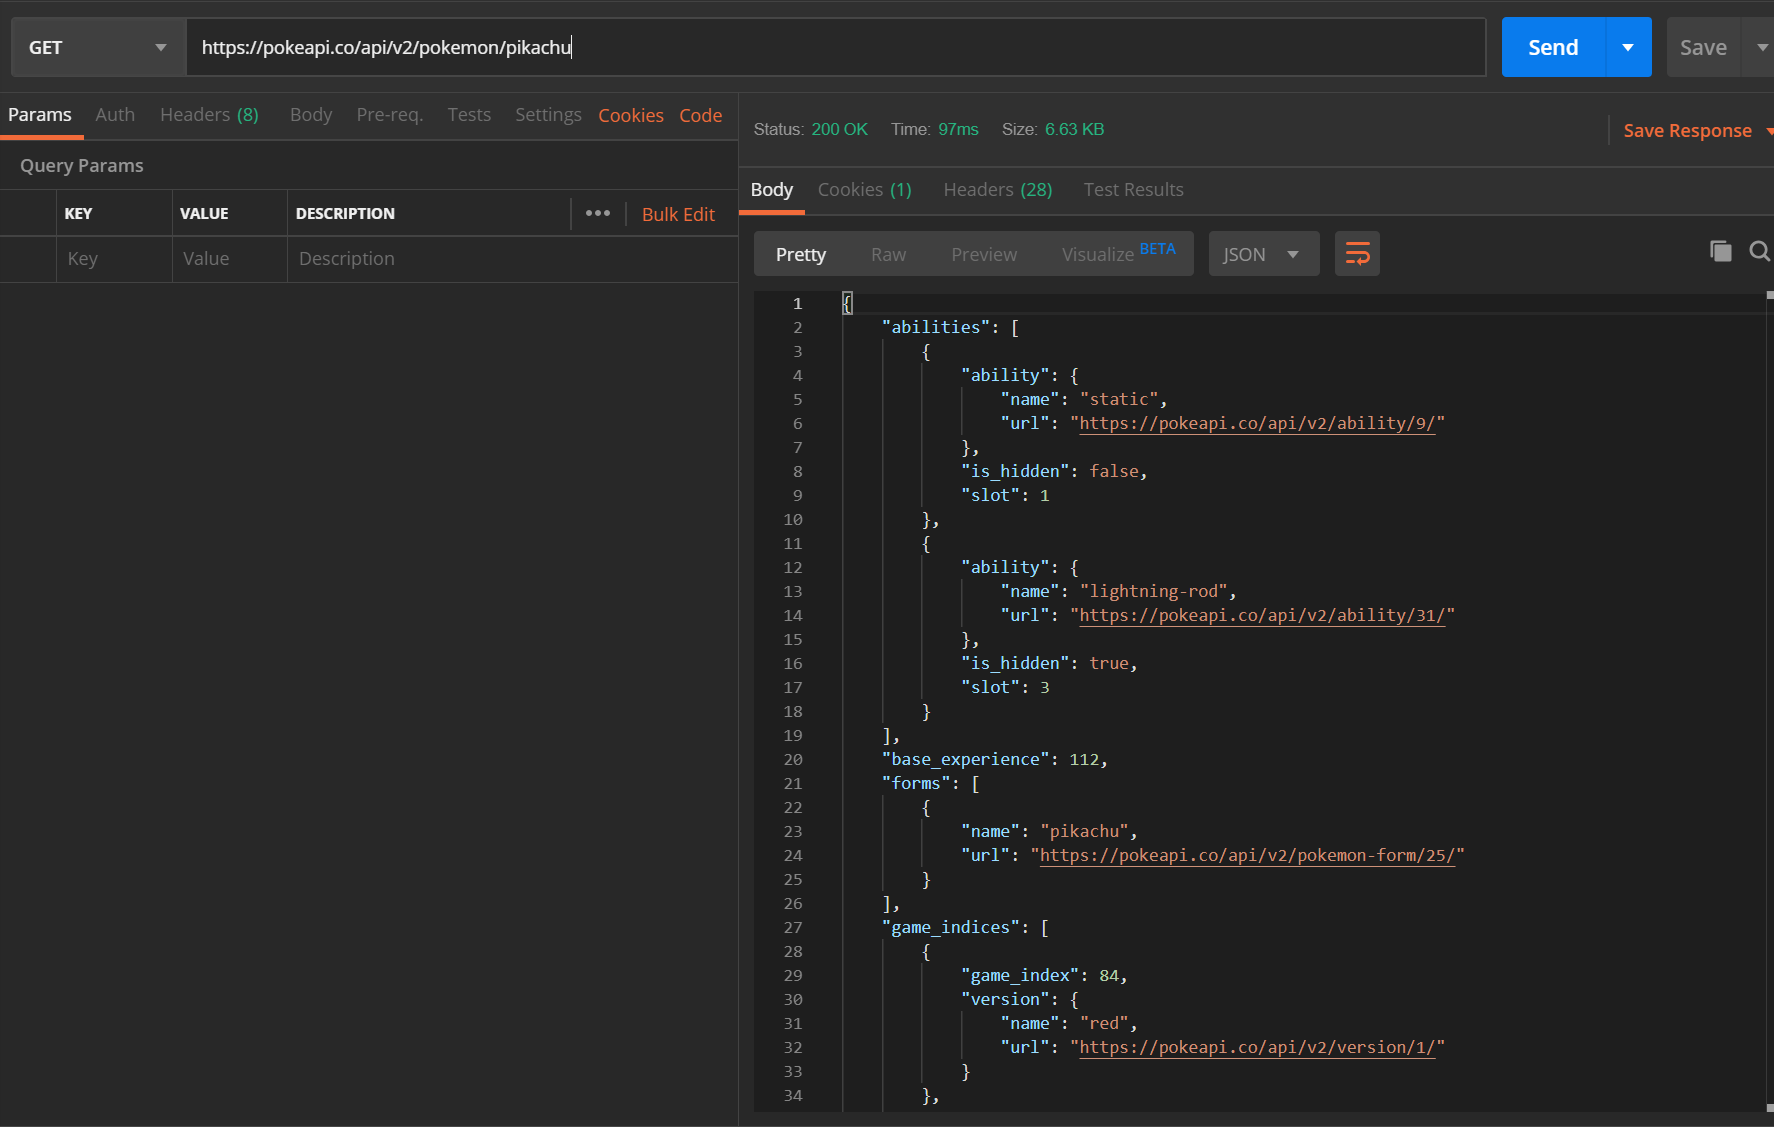 GET https://pokeapi.co/api/v2/pokemon/pikachu Send Save
Params Auth Headers (8) Body Pre-req. Tests Settings Cookies Code
Query Params
KEY VALUE DESCRIPTION ••• Bulk Edit
Key Value Description
Status: 200 OK Time: 97ms Size: 6.63 KB Save Response
Body Cookies (1) Headers (28) Test Results
Pretty Raw Preview Visualize BETA JSON
1 {
2 "abilities": [
3 {
4 "ability": {
5 "name": "static",
6 "url": "https://pokeapi.co/api/v2/ability/9/"
7 },
8 "is_hidden": false,
9 "slot": 1
10 },
11 {
12 "ability": {
13 "name": "lightning-rod",
14 "url": "https://pokeapi.co/api/v2/ability/31/"
15 },
16 "is_hidden": true,
17 "slot": 3
18 }
19 ],
20 "base_experience": 112,
21 "forms": [
22 {
23 "name": "pikachu",
24 "url": "https://pokeapi.co/api/v2/pokemon-form/25/"
25 }
26 ],
27 "game_indices": [
28 {
29 "game_index": 84,
30 "version": {
31 "name": "red",
32 "url": "https://pokeapi.co/api/v2/version/1/"
33 }
34 },